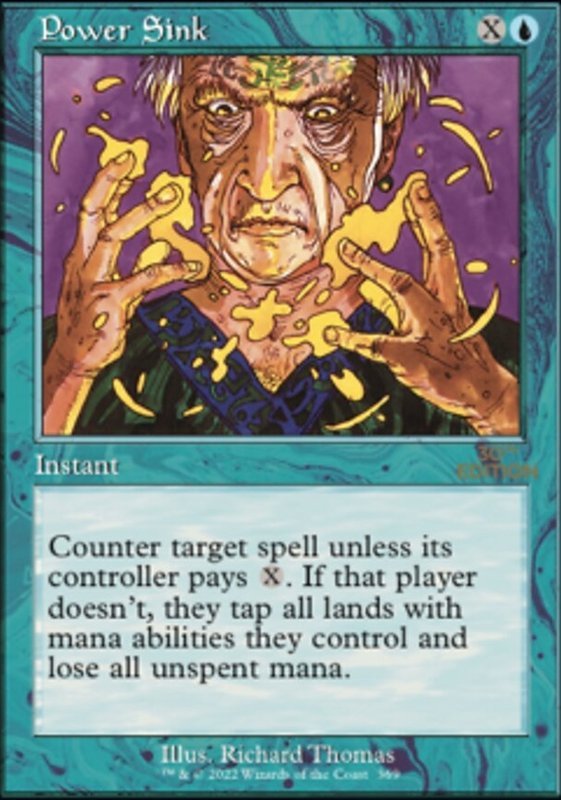 Power Sink
X
Instant
30TH
EDITION
Counter target spell unless its
controller pays X. If that player
doesn't, they tap all lands with
mana abilities they control and
lose all unspent mana.
Illus. Richard Thomas
™ & © 2022 Wizards of the Coast 369